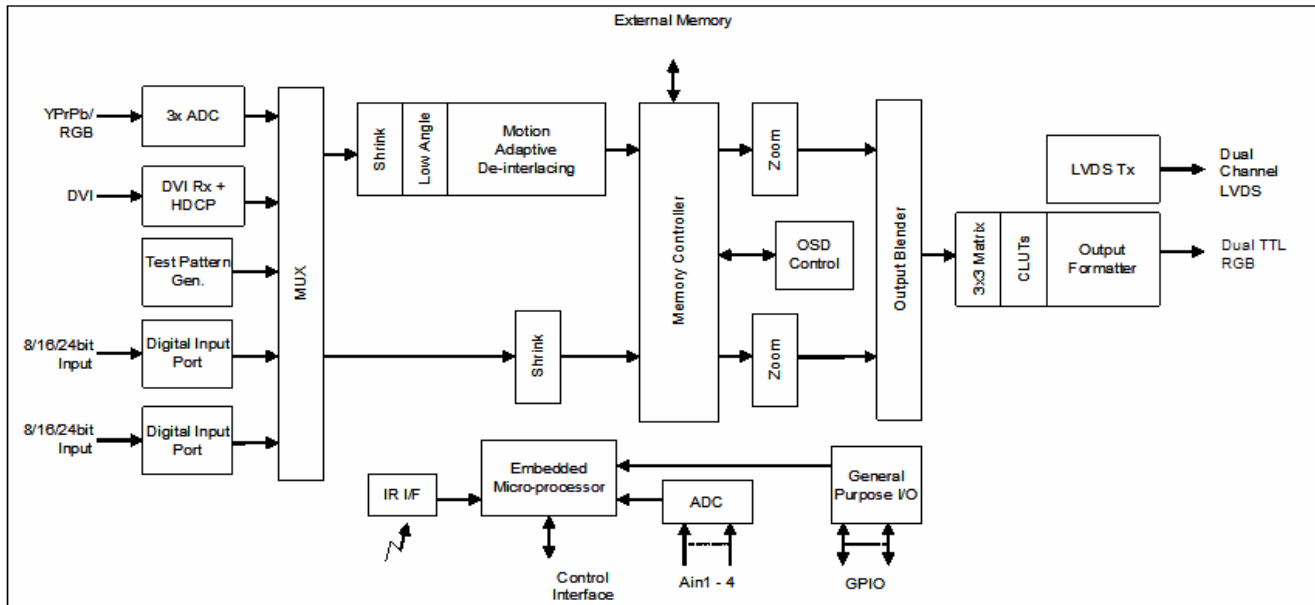 External Memory
YPrPb/
RGB
3x ADC
DVI
DVI Rx +
HDCP
Test Pattern
Gen.
8/16/24bit
Input
Digital Input
Port
8/16/24bit
Input
Digital Input
Port
MUX
Shrink
Low Angle
Motion
Adaptive
De-interlacing
Shrink
Memory Controller
Zoom
OSD
Control
Zoom
Output Blender
3x3 Matrix
CLUTs
Output
Formatter
LVDS Tx
Dual
Channel
LVDS
Dual TTL
RGB
IR I/F
Embedded
Micro-processor
ADC
General
Purpose I/O
Control
Interface
Ain1 - 4
GPIO